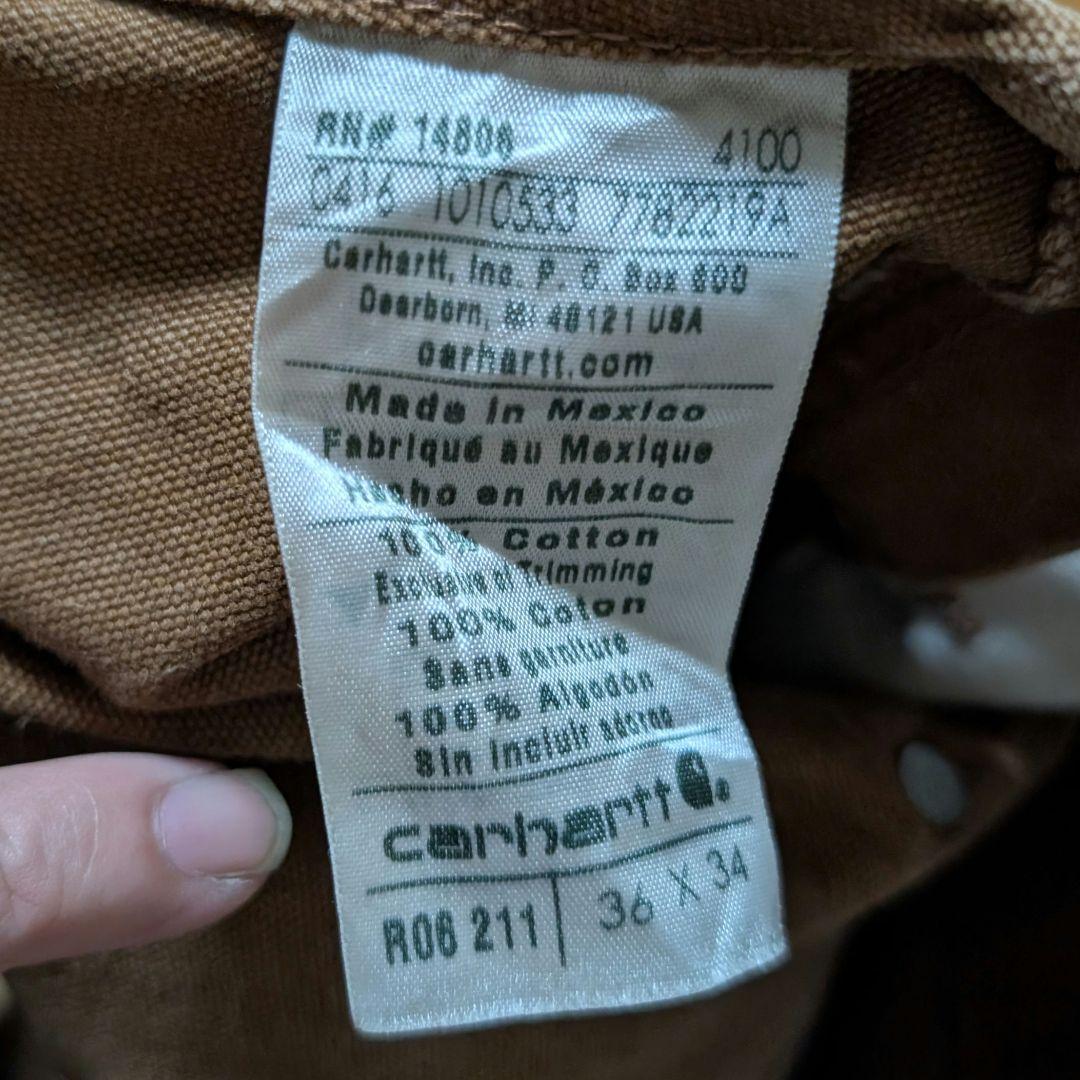 RN# 14806 4100
0416 1010533 7782219A
Carhartt, Inc. P. O. Box 600
Dearborn, MI 48121 USA
carhartt.com
Made in Mexico
Fabriqué au Mexique
Hecho en México
100% Cotton
Exclusive of Trimming
100% Coton
Sans garniture
100% Algodón
Sin incluir adorno
carhartt
R06 211 36 X 34